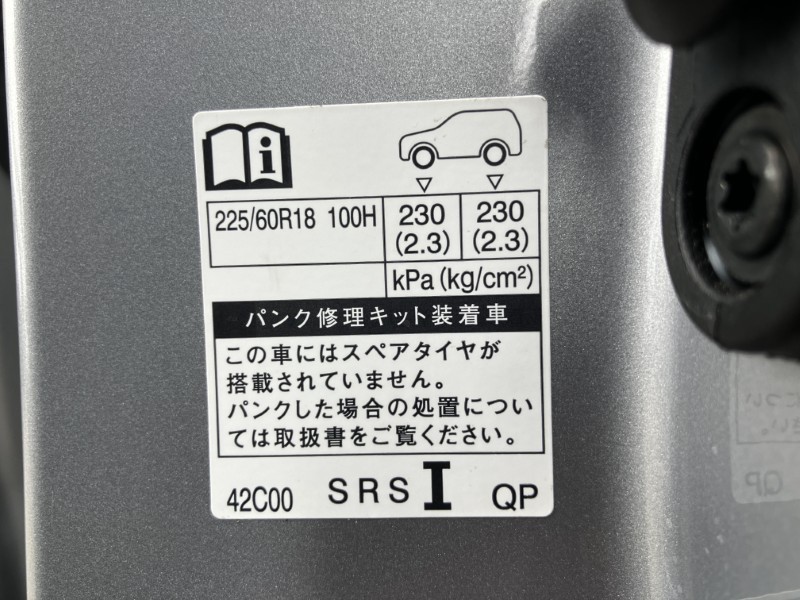 225/60R18 100H 230 230
(2.3) (2.3)
kPa (kg/cm²)
パンク修理キット装着車
この車にはスペアタイヤが
搭載されていません。
パンクした場合の処置につい
ては取扱書をご覧ください。
42C00 SRS I QP